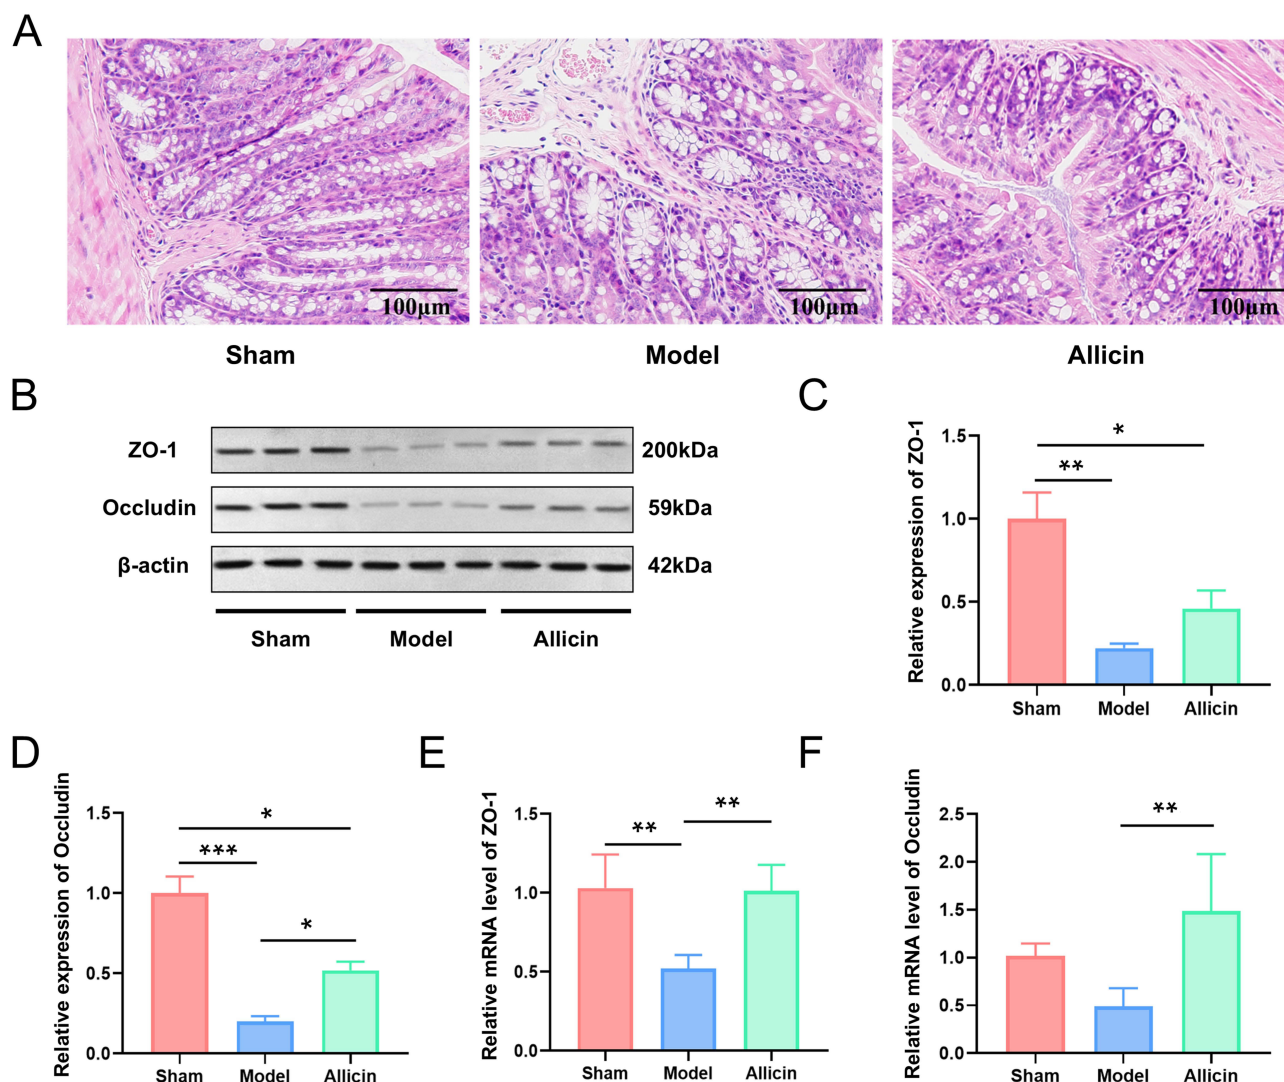 A
100μm
100μm
100μm
Sham
Model
Allicin
B
ZO-1
200kDa
Occludin
59kDa
β-actin
42kDa
Sham
Model
Allicin
C
Relative expression of ZO-1
1.5
1.0
0.5
0.0
*
**
Sham
Model
Allicin
D
Relative expression of Occludin
1.5
1.0
0.5
0.0
*
***
*
Sham
Model
Allicin
E
Relative mRNA level of ZO-1
1.5
1.0
0.5
0.0
**
**
Sham
Model
Allicin
F
Relative mRNA level of Occludin
2.5
2.0
1.5
1.0
0.5
0.0
**
Sham
Model
Allicin